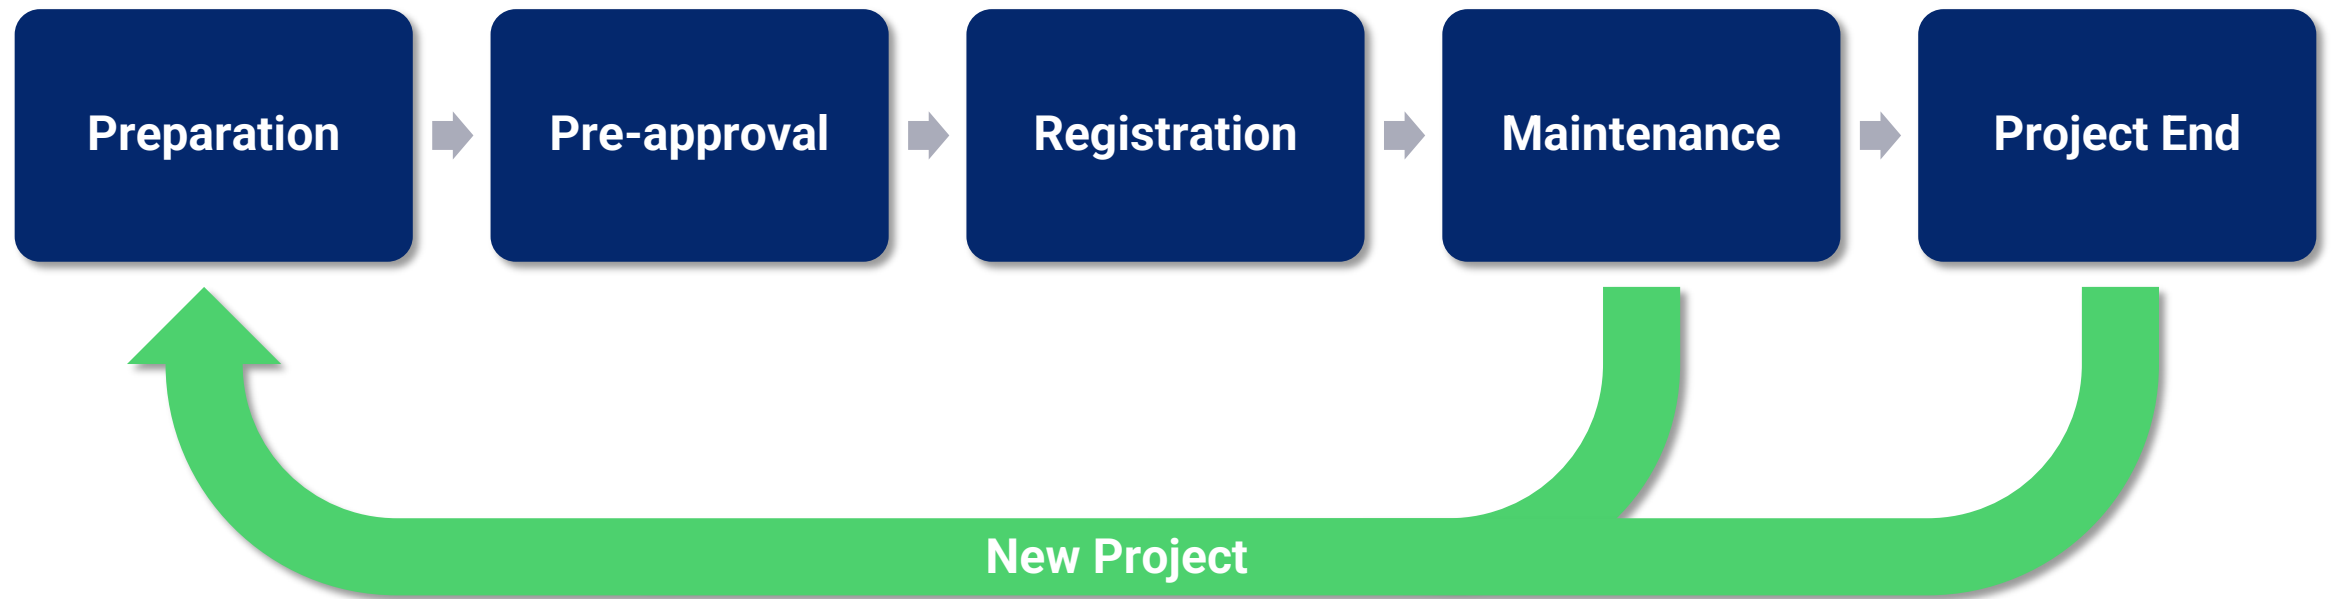 Preparation
Pre-approval
Registration
Maintenance
Project End
New Project